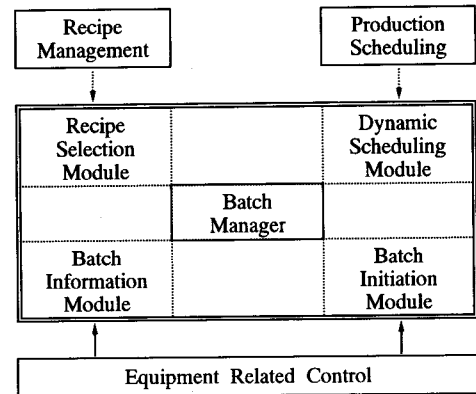 Recipe
Management
Production
Scheduling
Recipe
Selection
Module
Dynamic
Scheduling
Module
Batch
Manager
Batch
Information
Module
Batch
Initiation
Module
Equipment Related Control